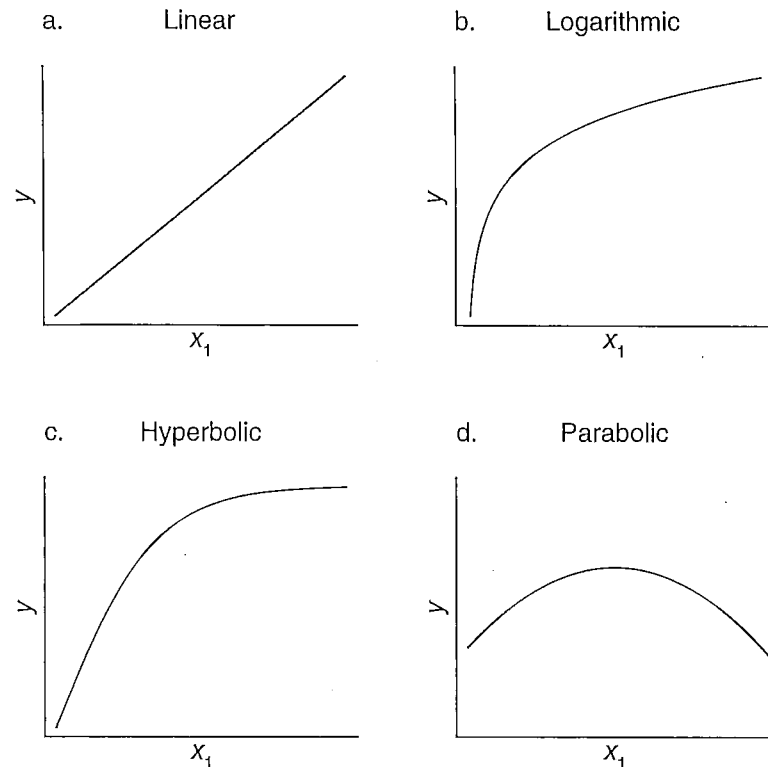 a. Linear
b. Logarithmic
y
x₁
y
x₁
c. Hyperbolic
d. Parabolic
y
x₁
y
x₁